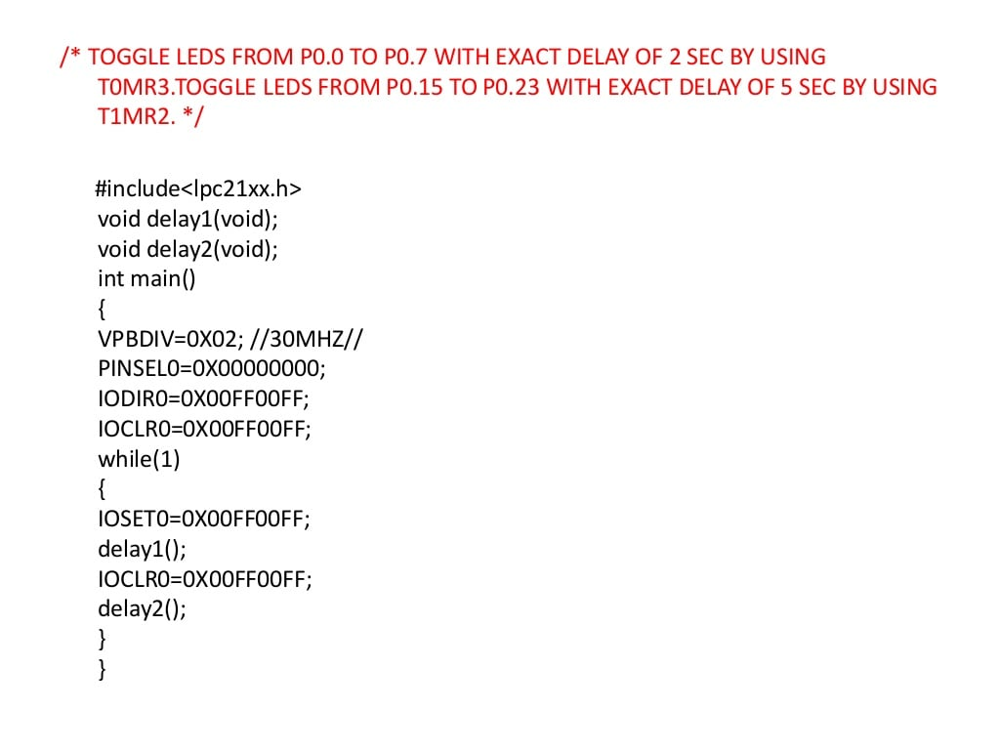 /* TOGGLE LEDS FROM P0.0 TO P0.7 WITH EXACT DELAY OF 2 SEC BY USING
T0MR3.TOGGLE LEDS FROM P0.15 TO P0.23 WITH EXACT DELAY OF 5 SEC BY USING
T1MR2. */
#include<lpc21xx.h>
void delay1(void);
void delay2(void);
int main()
{
VPBDIV=0X02; //30MHZ//
PINSEL0=0X00000000;
IODIR0=0X00FF00FF;
IOCLR0=0X00FF00FF;
while(1)
{
IOSET0=0X00FF00FF;
delay1();
IOCLR0=0X00FF00FF;
delay2();
}
}